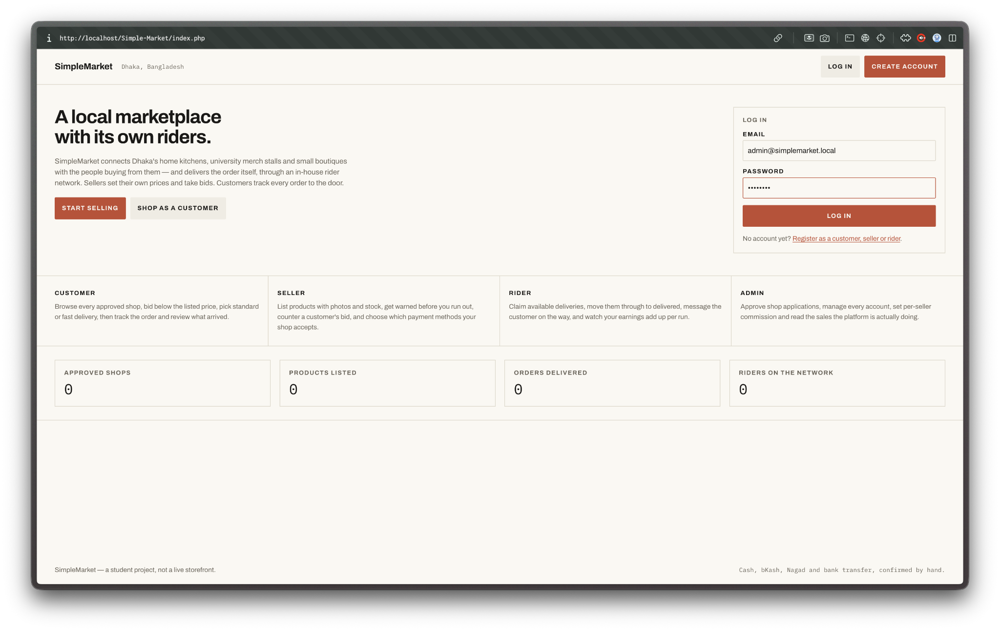 http://localhost/Simple-Market/index.php
SimpleMarket Dhaka, Bangladesh
LOG IN
CREATE ACCOUNT
A local marketplace
with its own riders.
SimpleMarket connects Dhaka's home kitchens, university merch stalls and small boutiques
with the people buying from them — and delivers the order itself, through an in-house rider
network. Sellers set their own prices and take bids. Customers track every order to the door.
START SELLING
SHOP AS A CUSTOMER
LOG IN
EMAIL
admin@simplemarket.local
PASSWORD
••••••••
LOG IN
No account yet? Register as a customer, seller or rider.
CUSTOMER
Browse every approved shop, bid below the listed price, pick standard
or fast delivery, then track the order and review what arrived.
SELLER
List products with photos and stock, get warned before you run out,
counter a customer's bid, and choose which payment methods your
shop accepts.
RIDER
Claim available deliveries, move them through to delivered, message the
customer on the way, and watch your earnings add up per run.
ADMIN
Approve shop applications, manage every account, set per-seller
commission and read the sales the platform is actually doing.
APPROVED SHOPS
0
PRODUCTS LISTED
0
ORDERS DELIVERED
0
RIDERS ON THE NETWORK
0
SimpleMarket — a student project, not a live storefront.
Cash, bKash, Nagad and bank transfer, confirmed by hand.